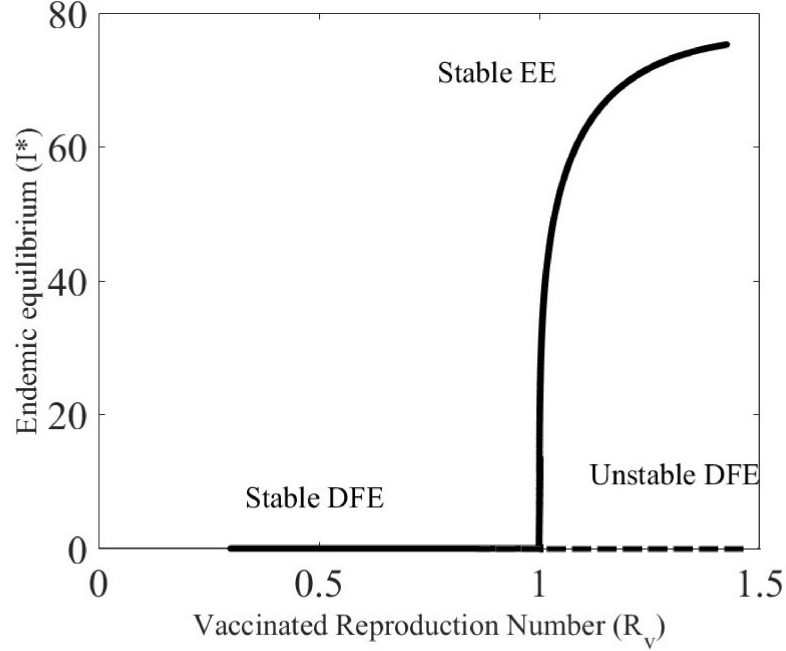 80
60
40
20
0
Endemic equilibrium (I*)
Stable EE
Stable DFE
Unstable DFE
0 0.5 1 1.5
Vaccinated Reproduction Number (Rv)